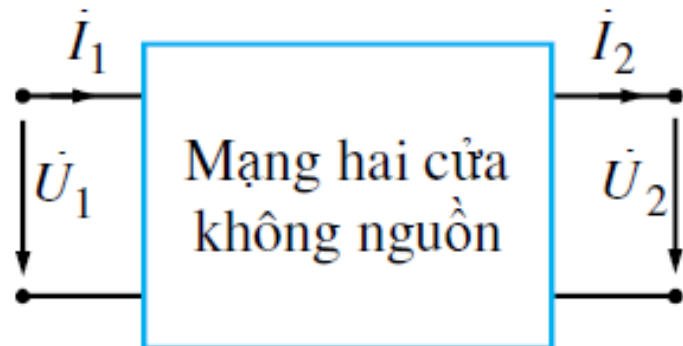 İ₁ İ₂
Mạng hai cửa
U̇₁ U̇₂
không nguồn